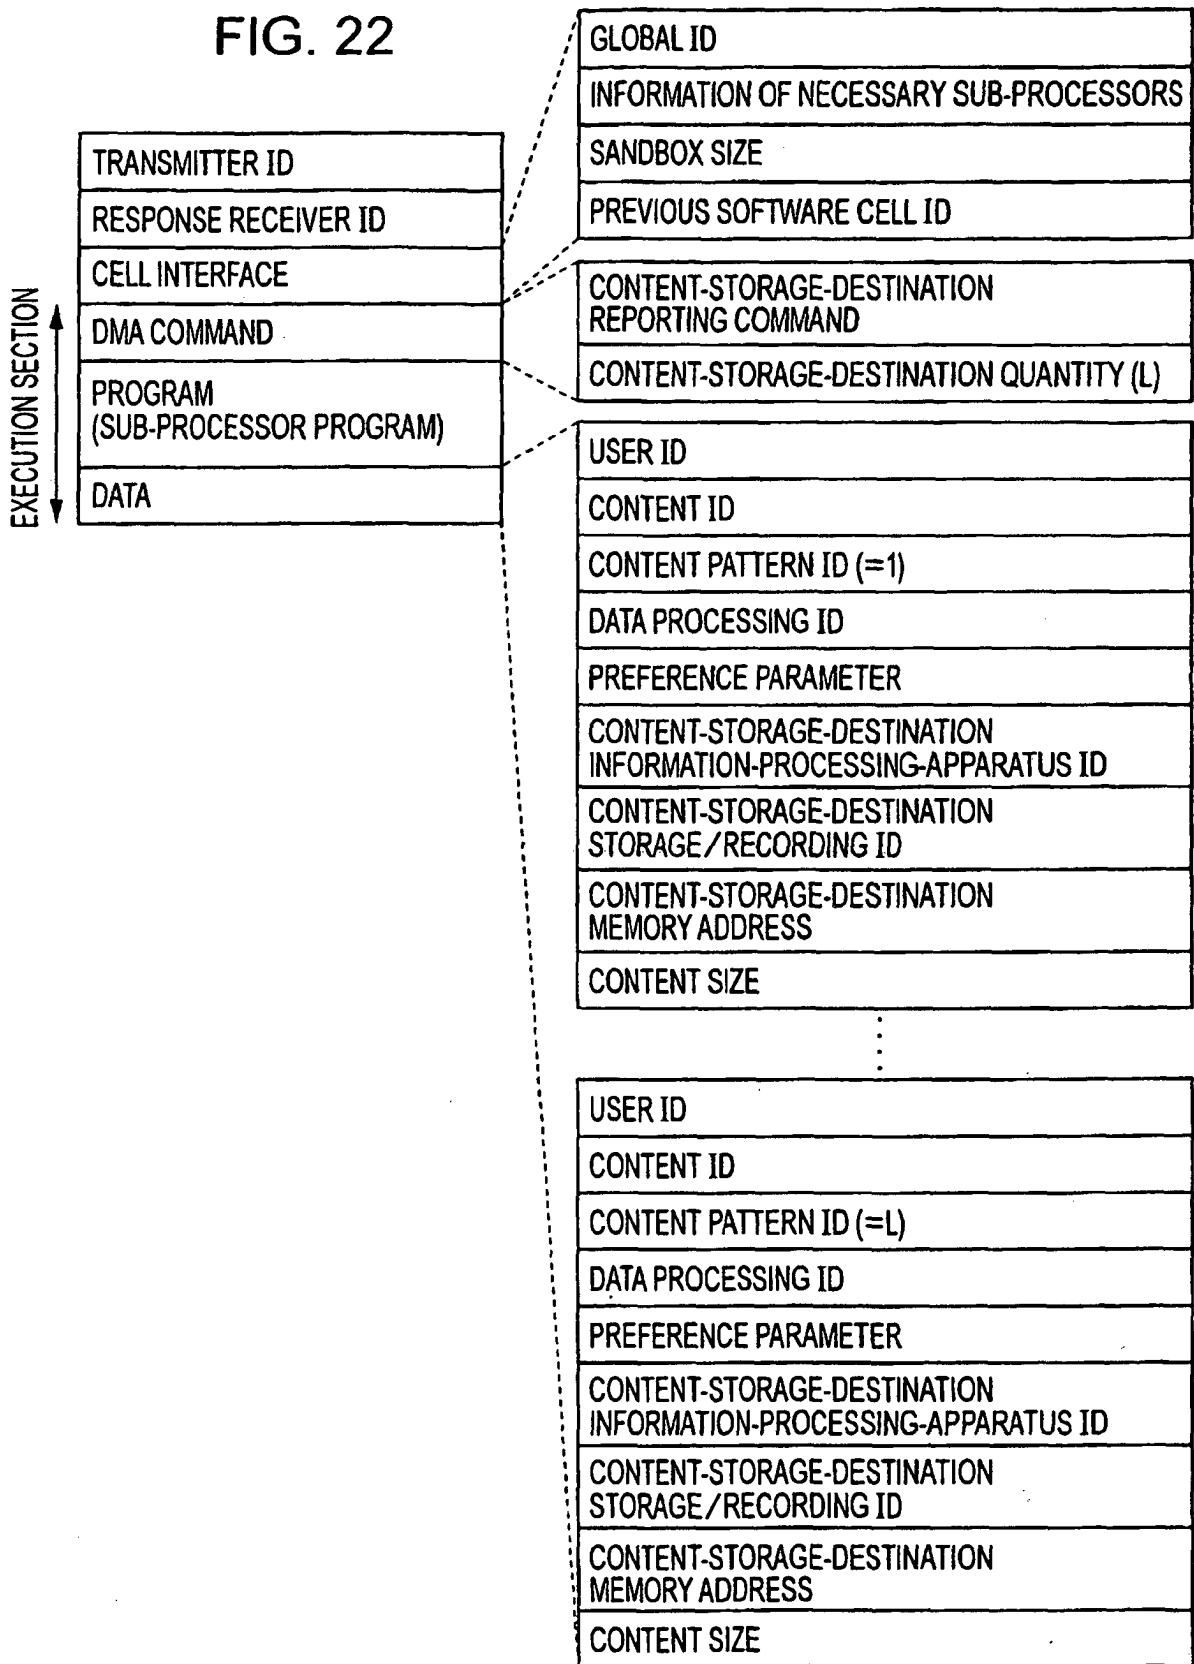 FIG. 22
TRANSMITTER ID
RESPONSE RECEIVER ID
CELL INTERFACE
DMA COMMAND
PROGRAM
(SUB-PROCESSOR PROGRAM)
DATA
EXECUTION SECTION
GLOBAL ID
INFORMATION OF NECESSARY SUB-PROCESSORS
SANDBOX SIZE
PREVIOUS SOFTWARE CELL ID
CONTENT-STORAGE-DESTINATION
REPORTING COMMAND
CONTENT-STORAGE-DESTINATION QUANTITY (L)
USER ID
CONTENT ID
CONTENT PATTERN ID (=1)
DATA PROCESSING ID
PREFERENCE PARAMETER
CONTENT-STORAGE-DESTINATION
INFORMATION-PROCESSING-APPARATUS ID
CONTENT-STORAGE-DESTINATION
STORAGE/RECORDING ID
CONTENT-STORAGE-DESTINATION
MEMORY ADDRESS
CONTENT SIZE
USER ID
CONTENT ID
CONTENT PATTERN ID (=L)
DATA PROCESSING ID
PREFERENCE PARAMETER
CONTENT-STORAGE-DESTINATION
INFORMATION-PROCESSING-APPARATUS ID
CONTENT-STORAGE-DESTINATION
STORAGE/RECORDING ID
CONTENT-STORAGE-DESTINATION
MEMORY ADDRESS
CONTENT SIZE